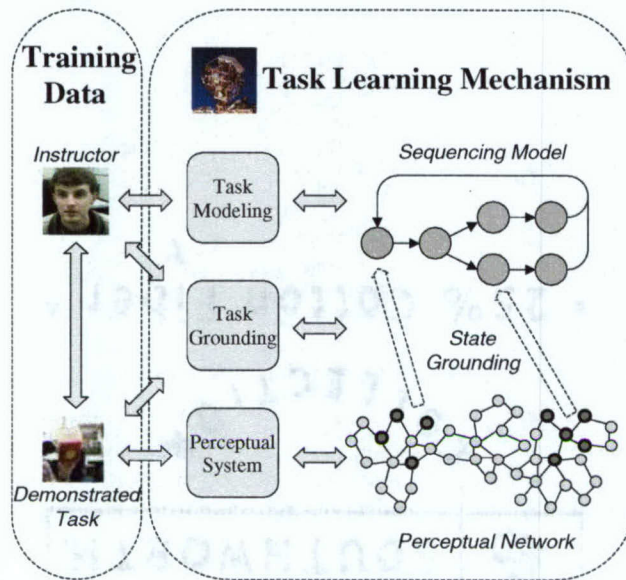 Training
Data
Task Learning Mechanism
Instructor
Sequencing Model
Task
Modeling
Task
Grounding
State
Grounding
Perceptual
System
Demonstrated
Task
Perceptual Network